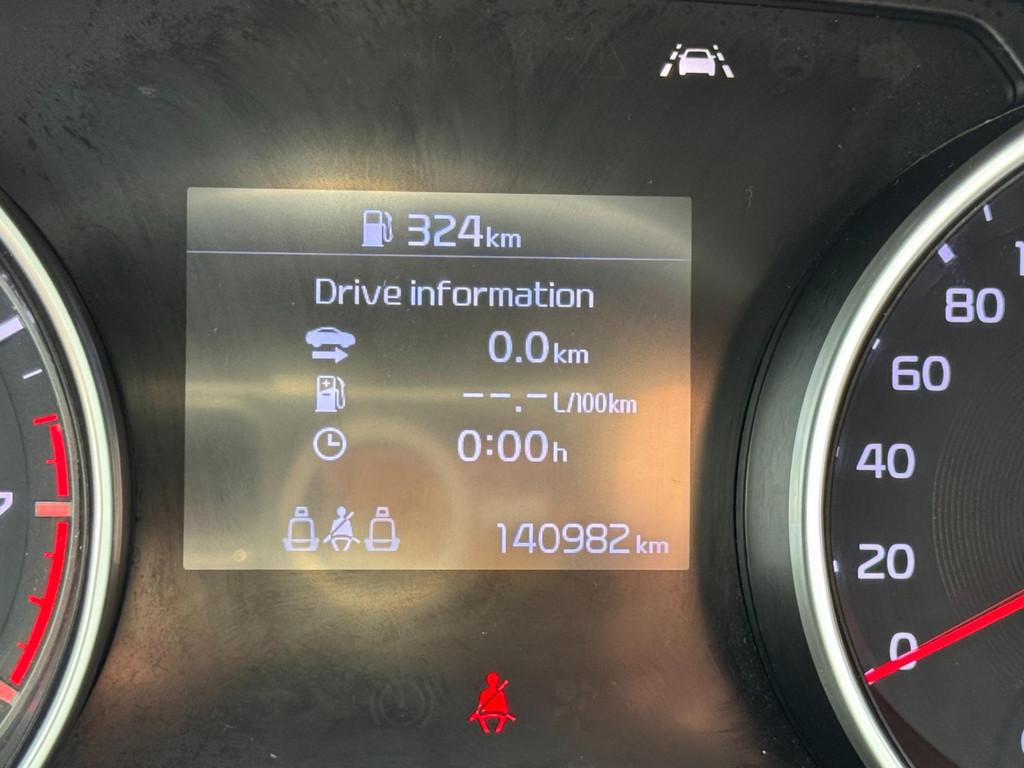 324km
Drive information
0.0km
--.-L/100km
0:00h
140982km
80
60
40
20
0